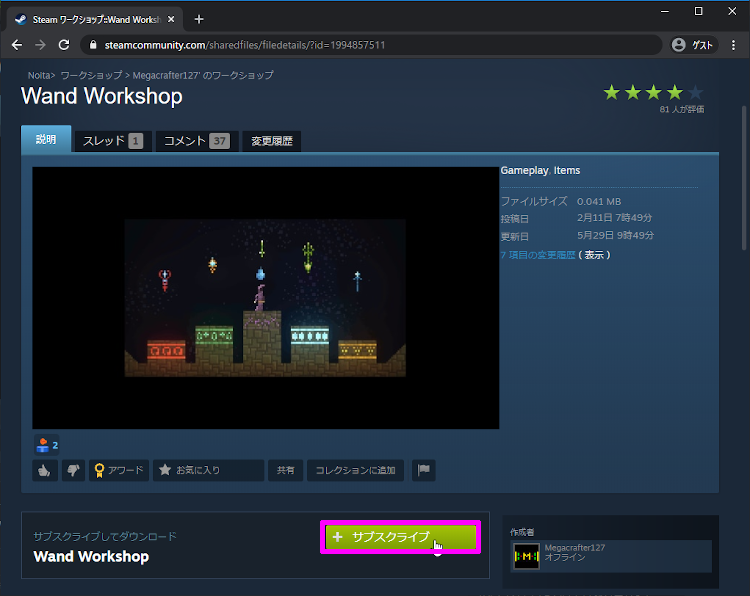 Steam ワークショップ::Wand Worksh
steamcommunity.com/sharedfiles/filedetails/?id=1994857511
ゲスト
Noita> ワークショップ > Megacrafter127' のワークショップ
Wand Workshop
81 人が評価
説明
スレッド 1
コメント 37
変更履歴
Gameplay, Items
ファイルサイズ 0.041 MB
投稿日 2月11日 7時49分
更新日 5月29日 9時49分
7 項目の変更履歴 ( 表示 )
2
アワード
お気に入り
共有
コレクションに追加
サブスクライブしてダウンロード
Wand Workshop
サブスクライブ
作成者
Megacrafter127
オフライン